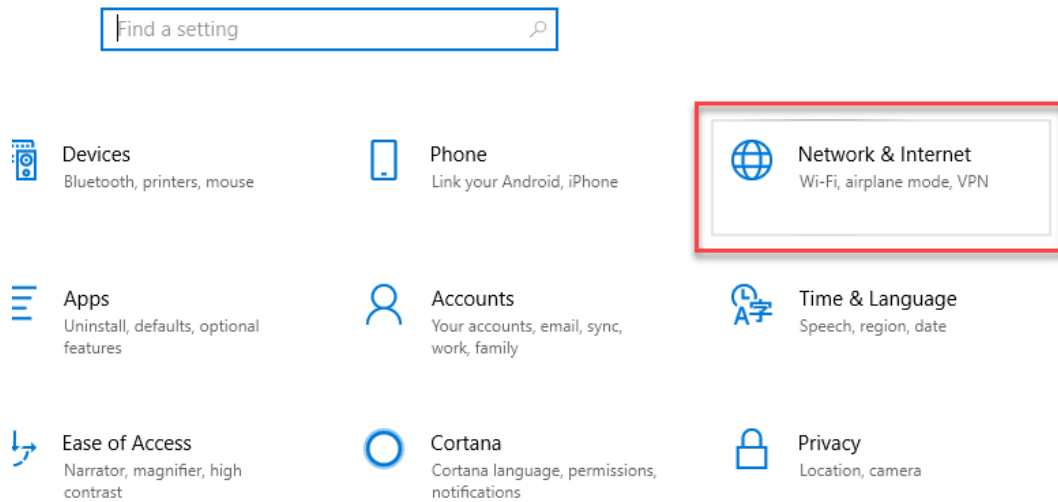 Find a setting
Devices
Bluetooth, printers, mouse
Phone
Link your Android, iPhone
Network & Internet
Wi-Fi, airplane mode, VPN
Apps
Uninstall, defaults, optional
features
Accounts
Your accounts, email, sync,
work, family
Time & Language
Speech, region, date
Ease of Access
Narrator, magnifier, high
contrast
Cortana
Cortana language, permissions,
notifications
Privacy
Location, camera